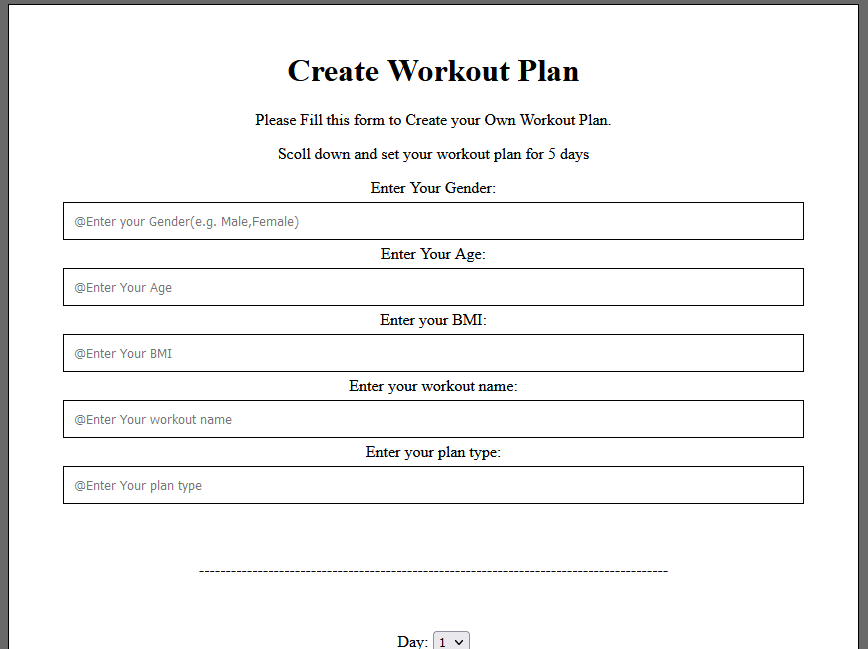 Create Workout Plan
Please Fill this form to Create your Own Workout Plan.
Scoll down and set your workout plan for 5 days
Enter Your Gender:
@Enter your Gender(e.g. Male,Female)
Enter Your Age:
@Enter Your Age
Enter your BMI:
@Enter Your BMI
Enter your workout name:
@Enter Your workout name
Enter your plan type:
@Enter Your plan type
-----------------------------------------------------------------------------------------
Day: 1